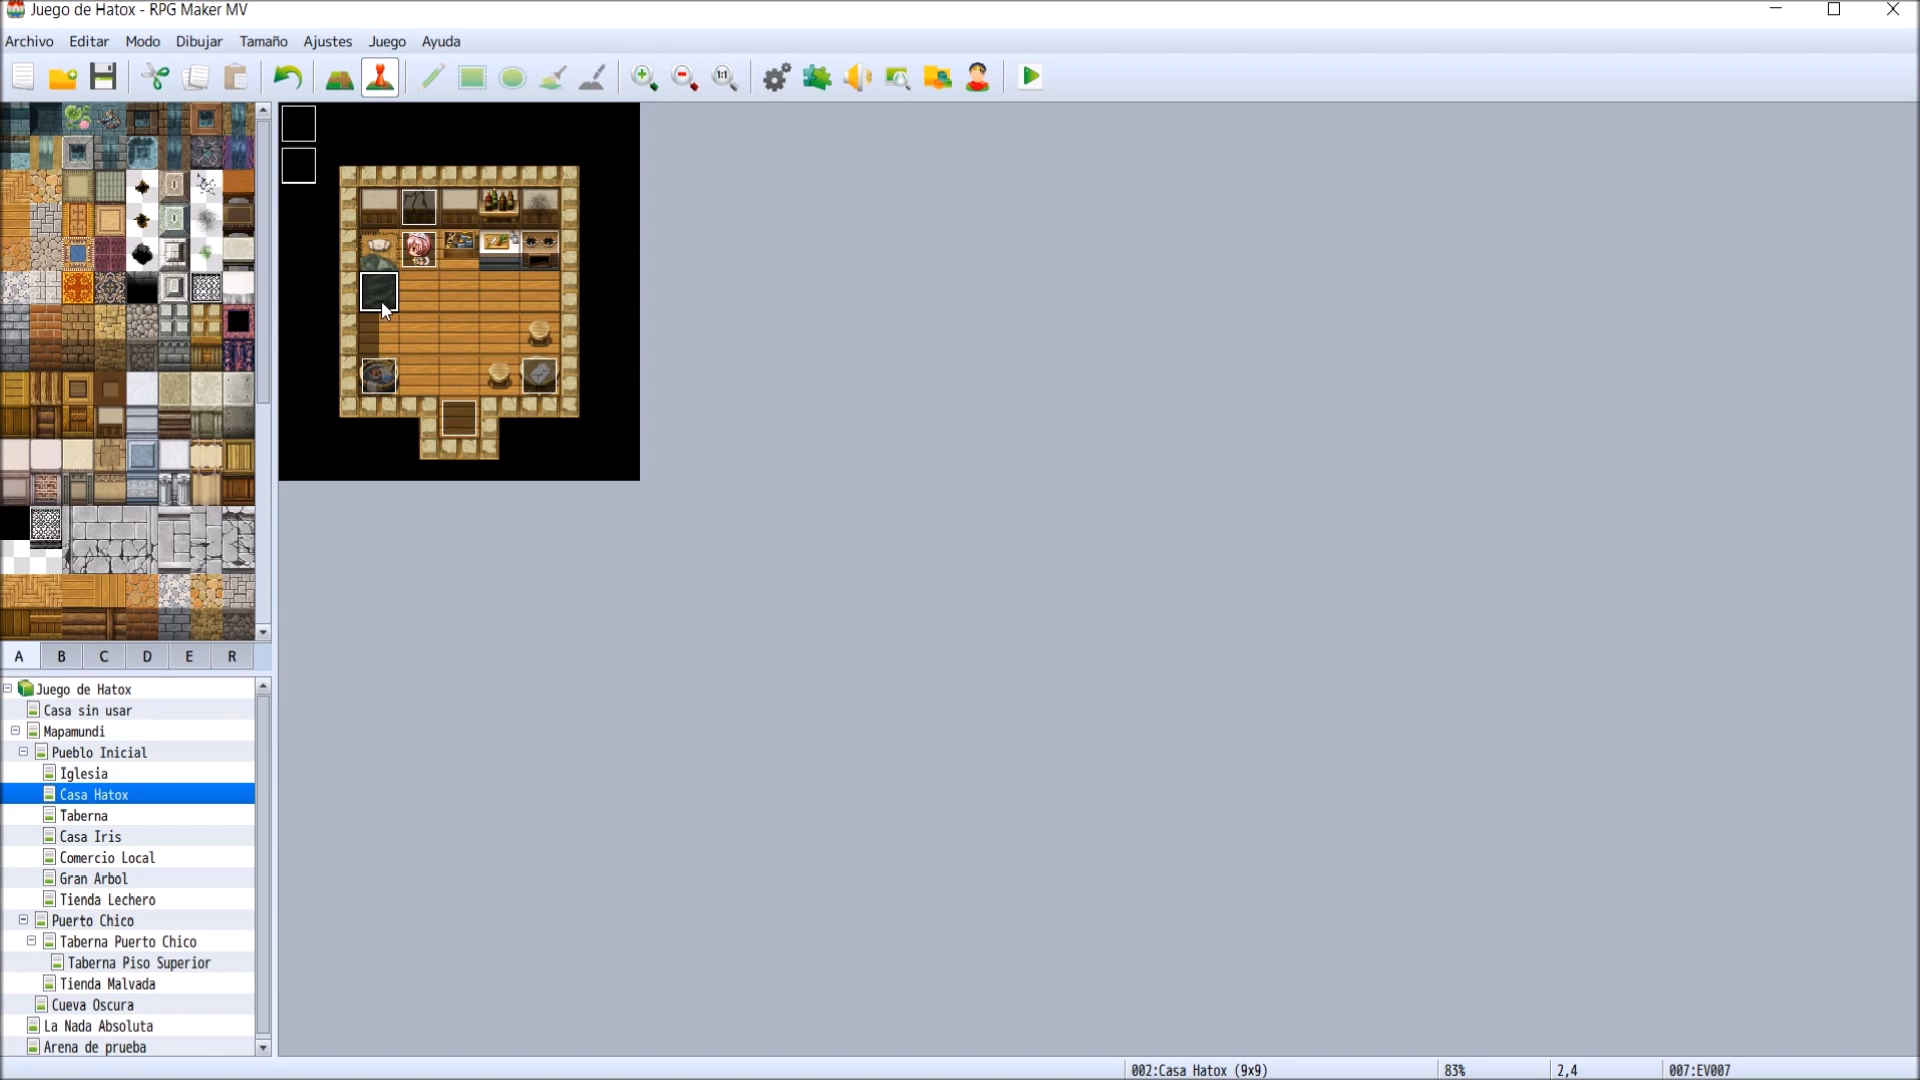 Juego de Hatox - RPG Maker MV
Archivo Editar Modo Dibujar Tamaño Ajustes Juego Ayuda
1:1
A B C D E R
Juego de Hatox
Casa sin usar
Mapamundi
Pueblo Inicial
Iglesia
Casa Hatox
Taberna
Casa Iris
Comercio Local
Gran Arbol
Tienda Lechero
Puerto Chico
Taberna Puerto Chico
Taberna Piso Superior
Tienda Malvada
Cueva Oscura
La Nada Absoluta
Arena de prueba
002:Casa Hatox (9x9) 83% 2,4 007:EV007